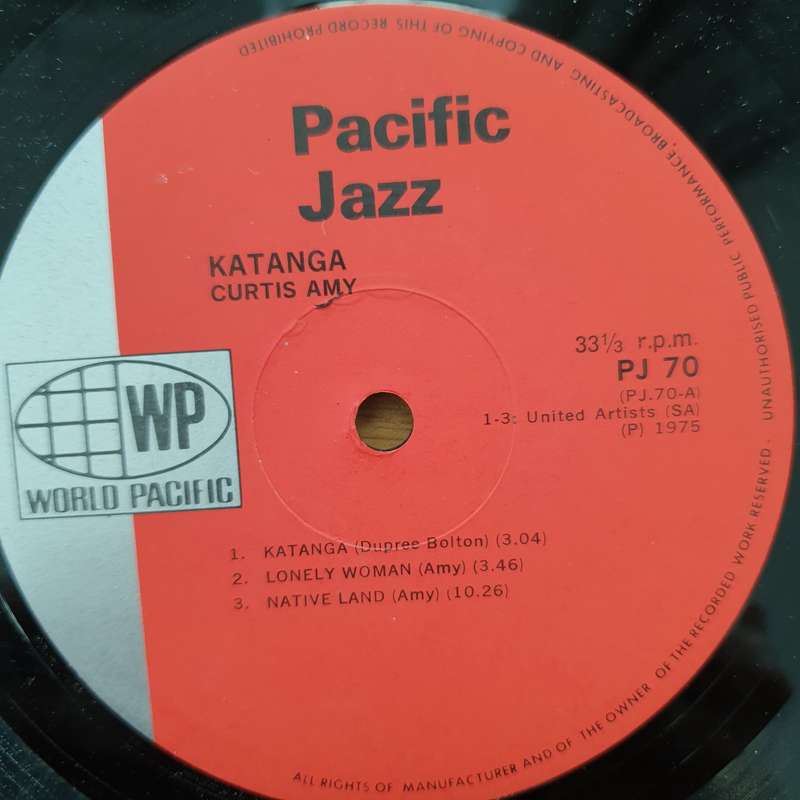 Pacific
Jazz
KATANGA
CURTIS AMY
33⅓ r.p.m.
PJ 70
(PJ.70-A)
1-3: United Artists (SA)
(P) 1975
WP
WORLD PACIFIC
1. KATANGA (Dupree Bolton) (3.04)
2. LONELY WOMAN (Amy) (3.46)
3. NATIVE LAND (Amy) (10.26)
ALL RIGHTS OF MANUFACTURER AND OF THE OWNER OF THE RECORDED WORK RESERVED · UNAUTHORISED PUBLIC PERFORMANCE, BROADCASTING AND COPYING OF THIS RECORD PROHIBITED